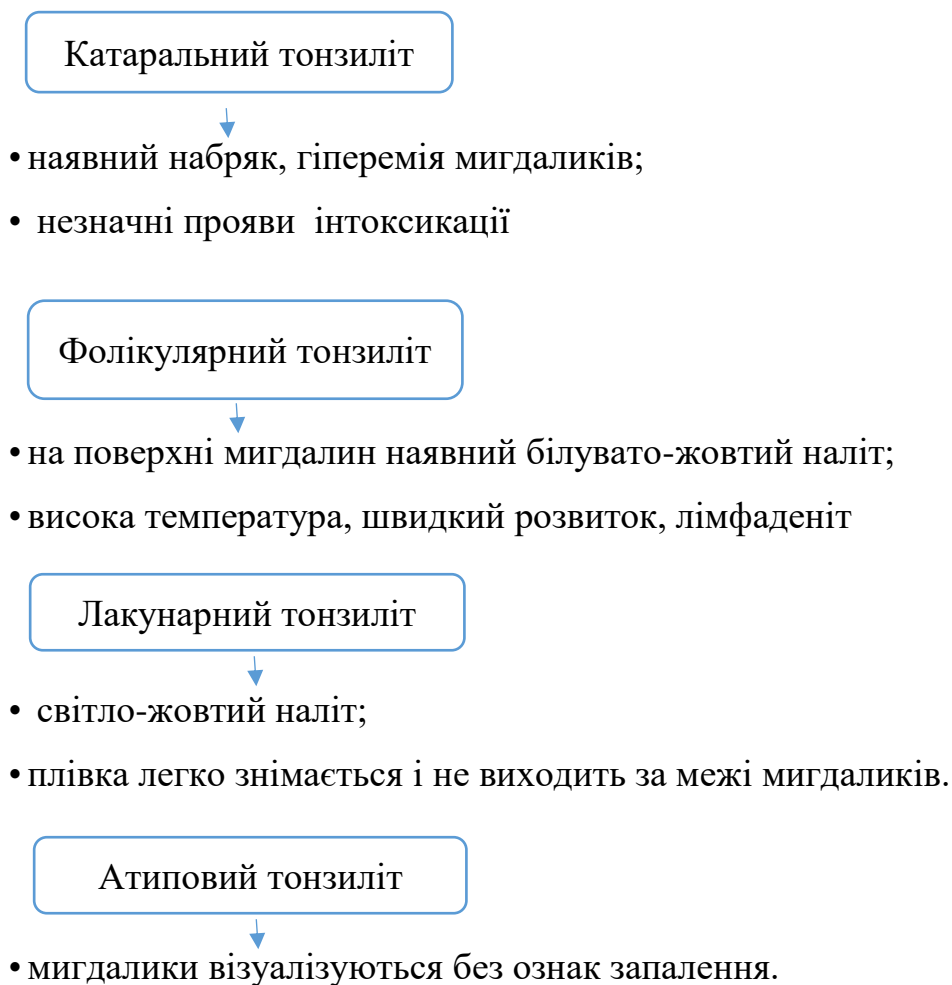 Катаральний тонзиліт
• наявний набряк, гіперемія мигдаликів;
• незначні прояви інтоксикації
Фолікулярний тонзиліт
• на поверхні мигдалин наявний білувато-жовтий наліт;
• висока температура, швидкий розвиток, лімфаденіт
Лакунарний тонзиліт
• світло-жовтий наліт;
• плівка легко знімається і не виходить за межі мигдаликів.
Атиповий тонзиліт
• мигдалики візуалізуються без ознак запалення.